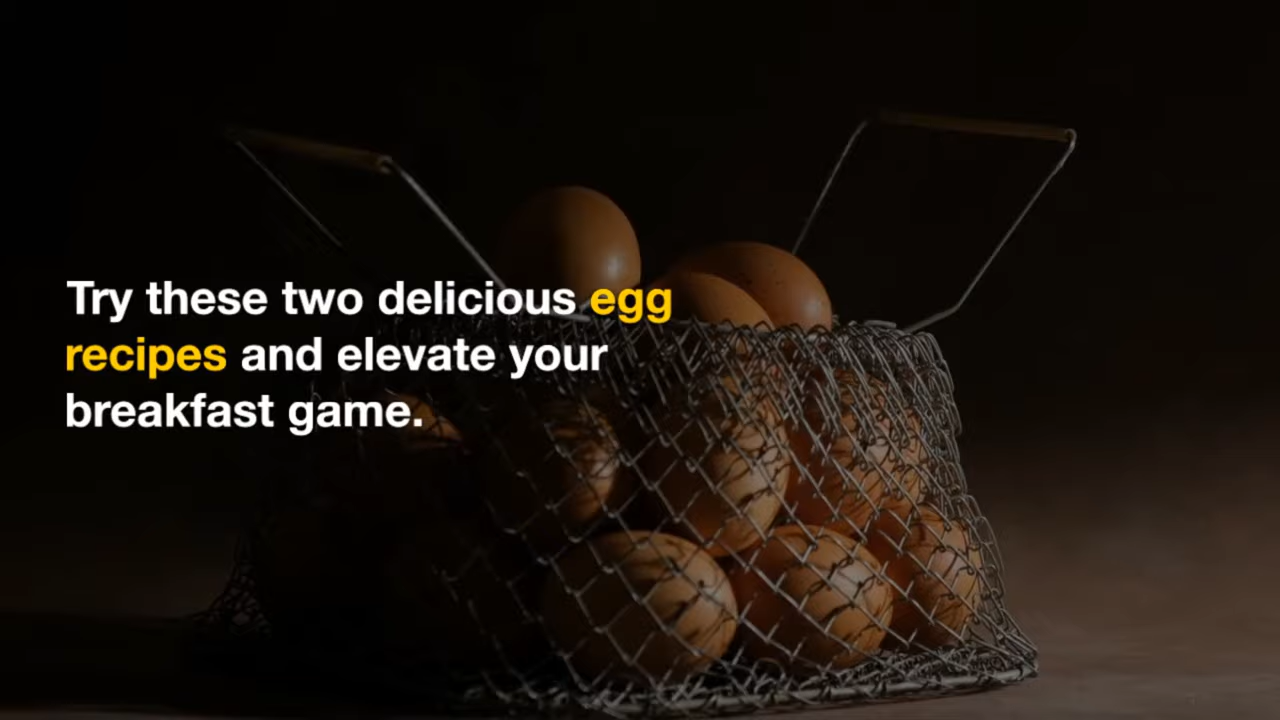 Try these two delicious egg
recipes and elevate your
breakfast game.